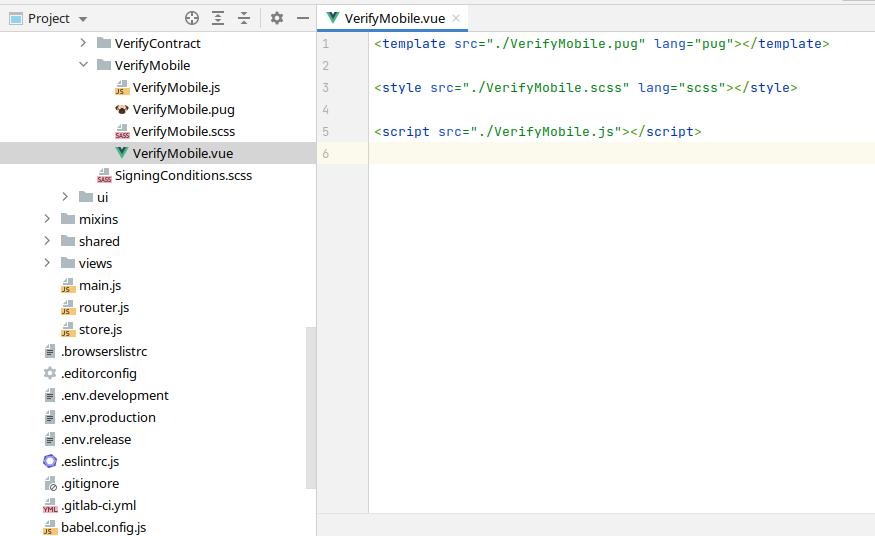 Project
VerifyMobile.vue
VerifyContract
VerifyMobile
VerifyMobile.js
VerifyMobile.pug
VerifyMobile.scss
VerifyMobile.vue
SigningConditions.scss
ui
mixins
shared
views
main.js
router.js
store.js
.browserslistrc
.editorconfig
.env.development
.env.production
.env.release
.eslintrc.js
.gitignore
.gitlab-ci.yml
babel.config.js
1 <template src="./VerifyMobile.pug" lang="pug"></template>
2
3 <style src="./VerifyMobile.scss" lang="scss"></style>
4
5 <script src="./VerifyMobile.js"></script>
6